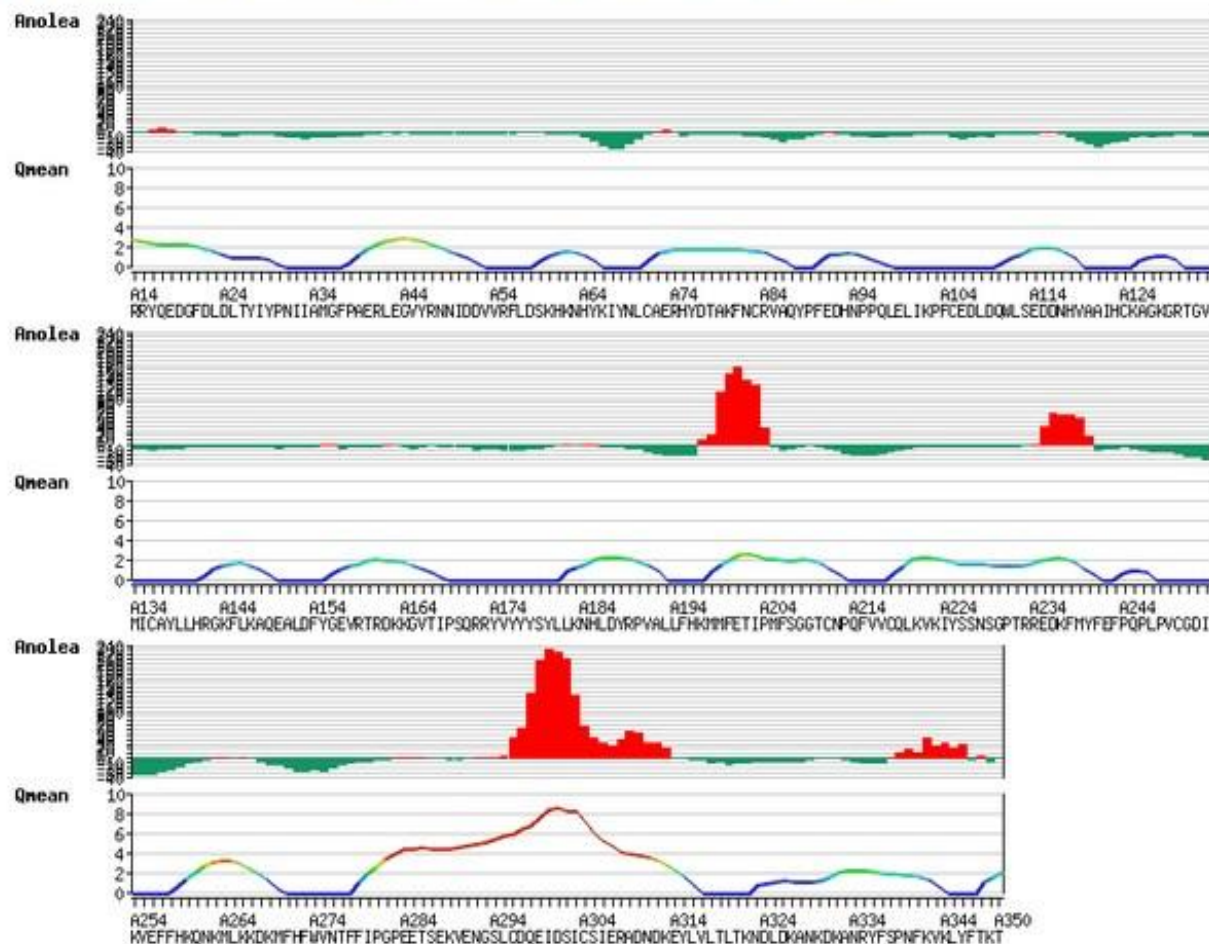 Anolea
Qmean
10
8
6
4
2
0
A14 A24 A34 A44 A54 A64 A74 A84 A94 A104 A114 A124
RRYQEDGFDLDLTYIYPNIIAMGFPAERLEGVYRNNIDDVVRFLDSKHKNHYKIYNLCAERHYDTAKFNCRVAQYPFEDHNPPQLELIKPFCEDLDQWLSEDDNHVAAIHCKAGKGRTGV
Anolea
Qmean
10
8
6
4
2
0
A134 A144 A154 A164 A174 A184 A194 A204 A214 A224 A234 A244
MICAYLLHRGKFLKAQEALDFYGEVRTRDKKGVTIPSQRRYVYYYSYLLKNHLDYRPVALLFHKMMFETIPMFSGGTCNPQFVVCQLKVKIYSSNSGPTRREDKFMYFEFPQPLPVCGDI
Anolea
Qmean
10
8
6
4
2
0
A254 A264 A274 A284 A294 A304 A314 A324 A334 A344 A350
KVEFFHKQNKMLKKDKMFHFWVNTFFIPGPEETSEKVENGSLCDQEIDSICSIERADNDKEYLVLTLTKNDLDKANKDKANRYFSPNFKVKLYFTKT